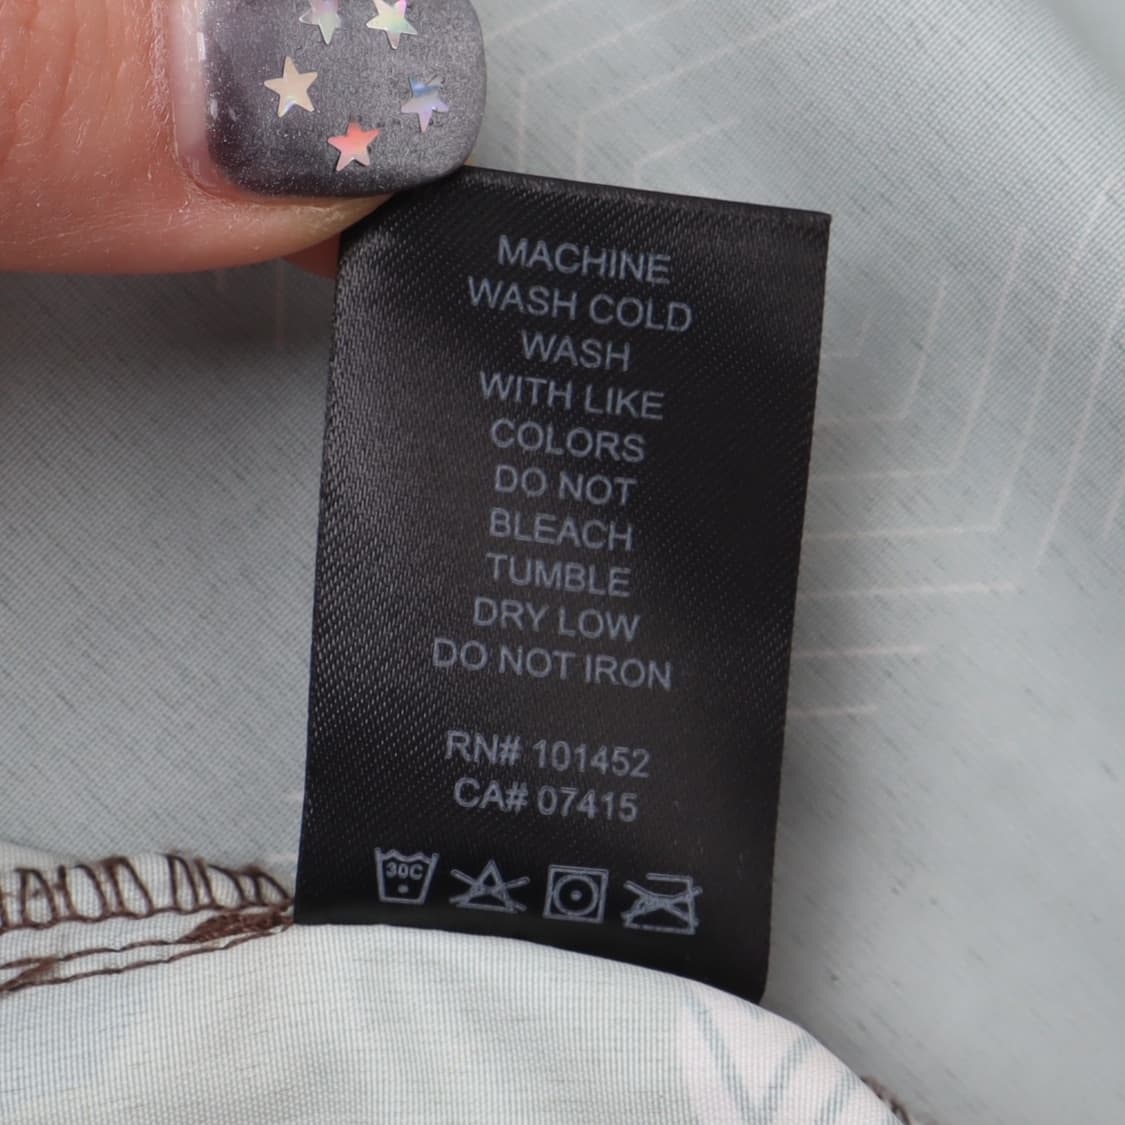 MACHINE
WASH COLD
WASH
WITH LIKE
COLORS
DO NOT
BLEACH
TUMBLE
DRY LOW
DO NOT IRON
RN# 101452
CA# 07415
30C